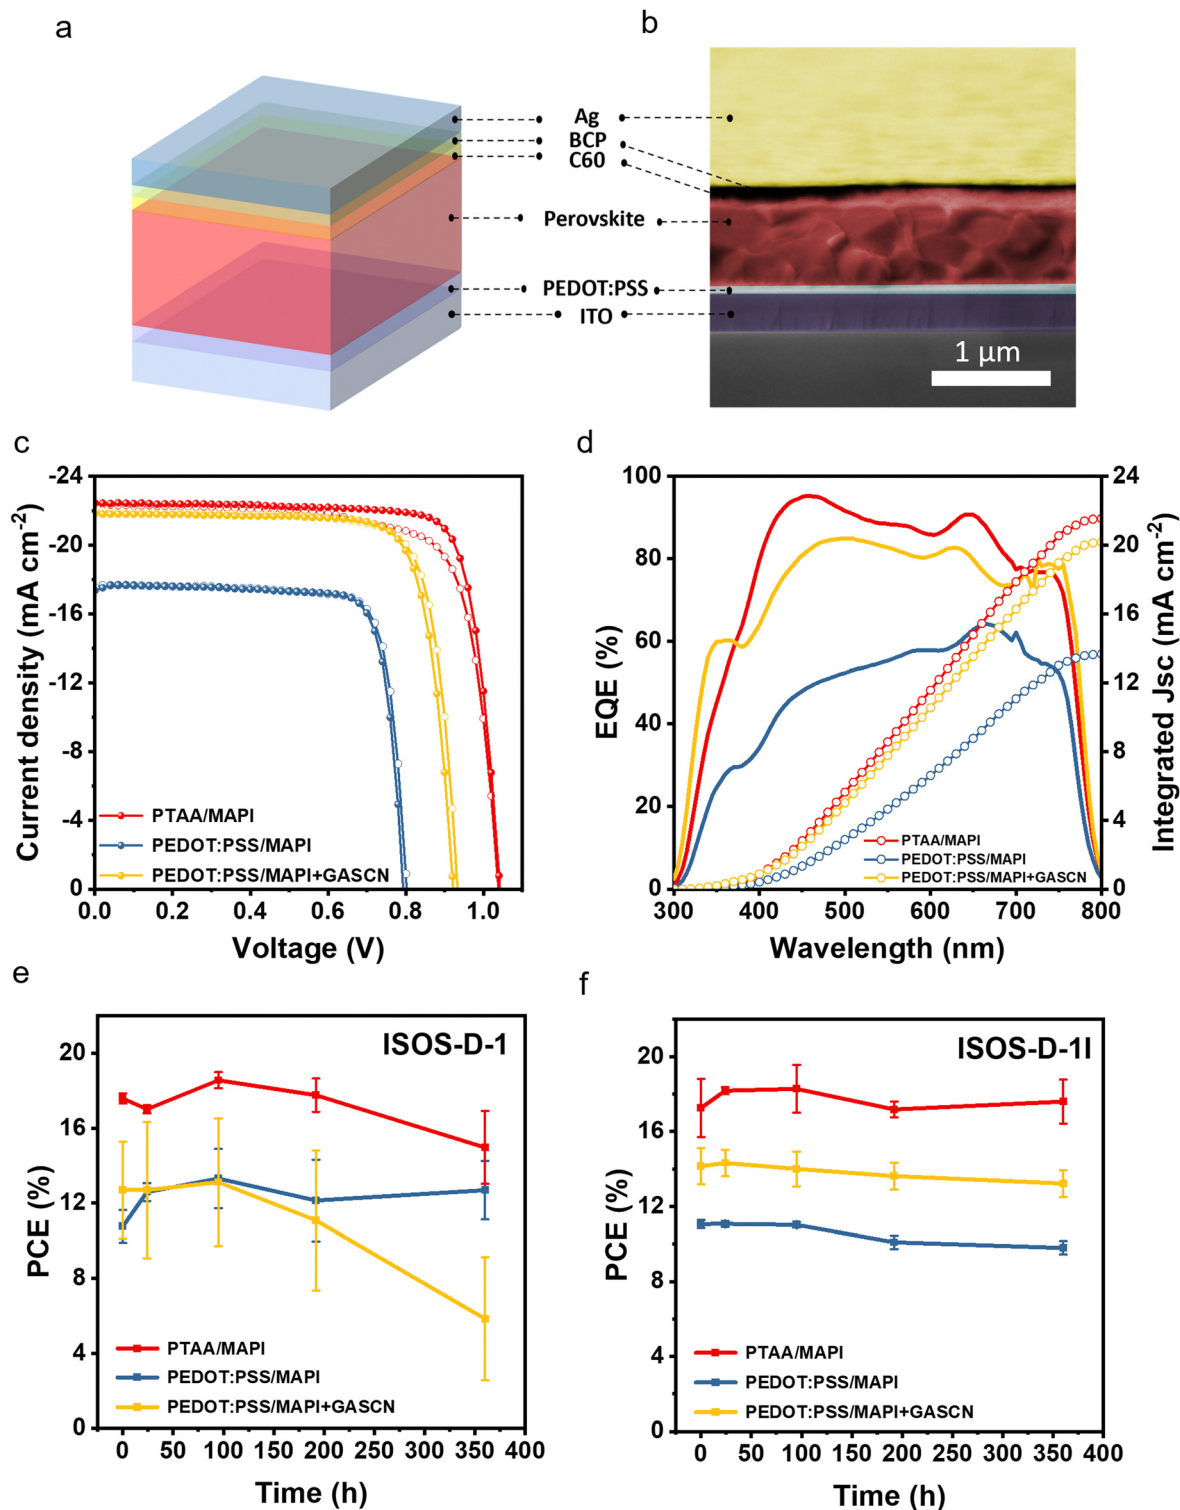 a
b
Ag
BCP
C60
Perovskite
PEDOT:PSS
ITO
1 µm
c
-24
-20
-16
-12
-8
-4
0
0.0 0.2 0.4 0.6 0.8 1.0
Current density (mA cm-2)
Voltage (V)
PTAA/MAPI
PEDOT:PSS/MAPI
PEDOT:PSS/MAPI+GASCN
d
100
80
60
40
20
0
24
20
16
12
8
4
0
300 400 500 600 700 800
EQE (%)
Integrated Jsc (mA cm-2)
Wavelength (nm)
PTAA/MAPI
PEDOT:PSS/MAPI
PEDOT:PSS/MAPI+GASCN
e
ISOS-D-1
20
16
12
8
4
0
0 50 100 150 200 250 300 350 400
PCE (%)
Time (h)
PTAA/MAPI
PEDOT:PSS/MAPI
PEDOT:PSS/MAPI+GASCN
f
ISOS-D-1I
20
16
12
8
4
0
0 50 100 150 200 250 300 350 400
PCE (%)
Time (h)
PTAA/MAPI
PEDOT:PSS/MAPI
PEDOT:PSS/MAPI+GASCN